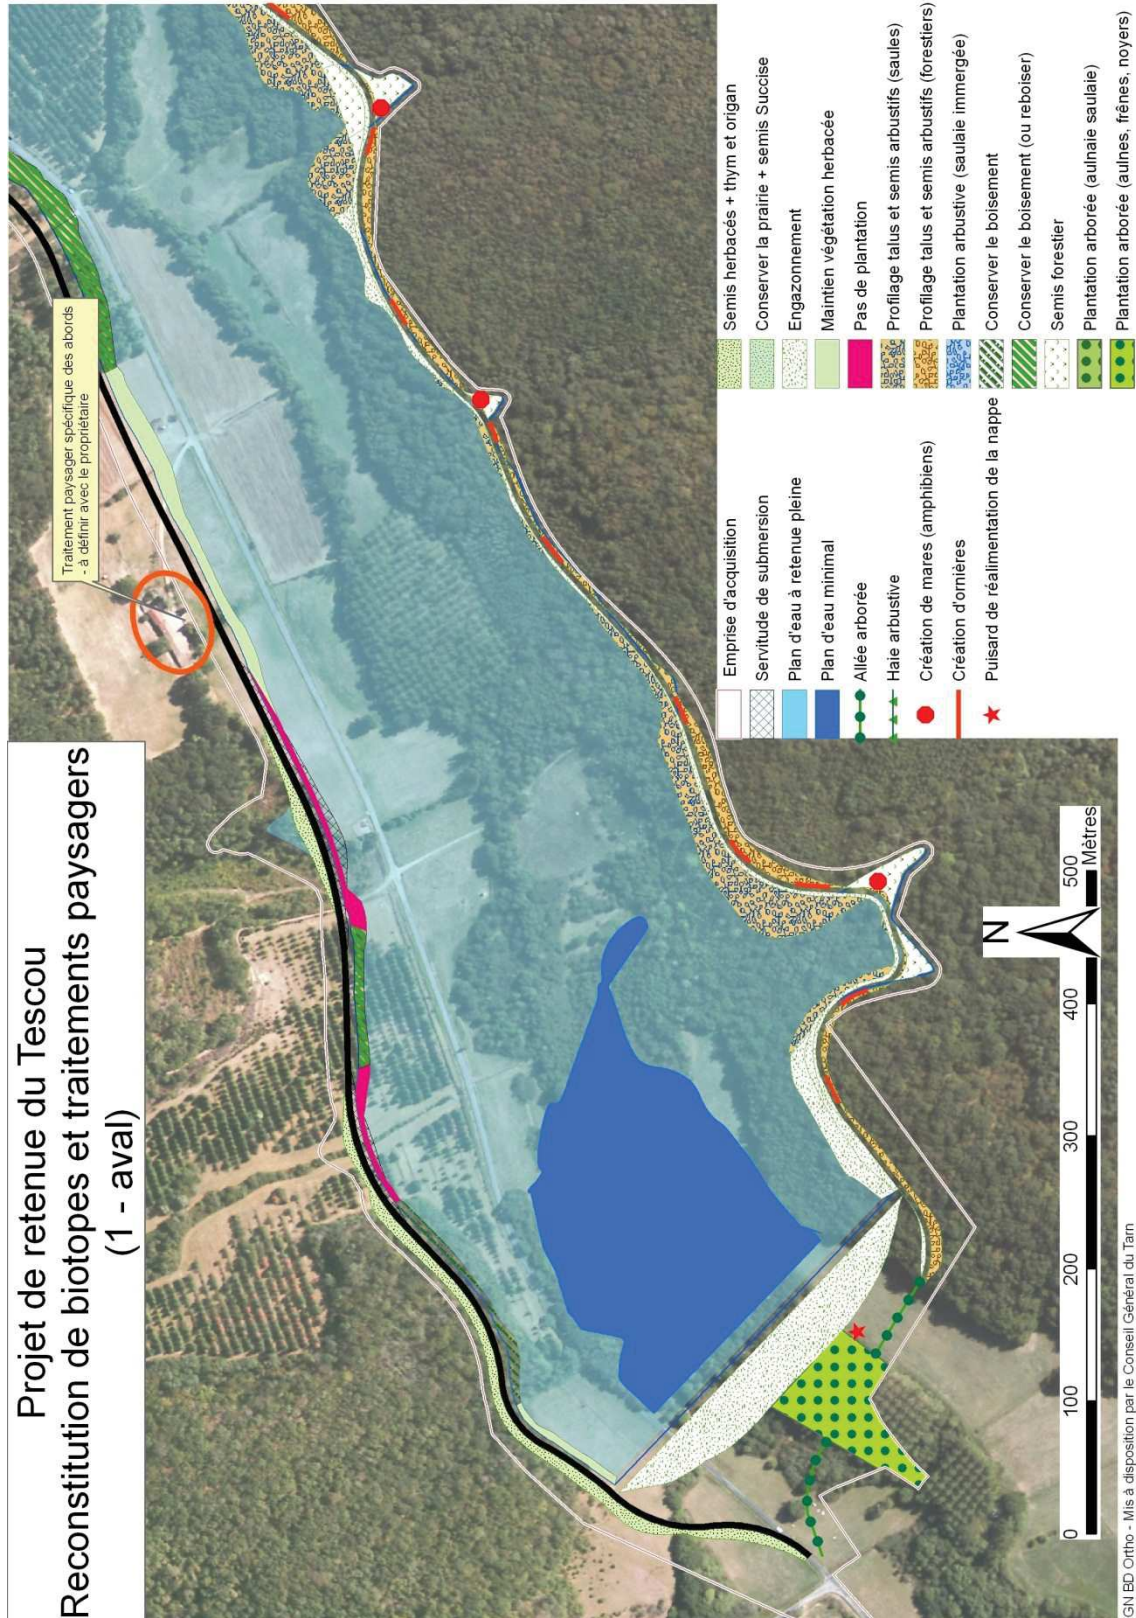 Projet de retenue du Tescou
Reconstitution de biotopes et traitements paysagers
(1 - aval)
Traitement paysager spécifique des abords
- à définir avec le propriétaire
Emprise d'acquisition
Servitude de submersion
Plan d'eau à retenue pleine
Plan d'eau minimal
Allée arborée
Haie arbustive
Création de mares (amphibiens)
Création d'ornières
Puisard de réalimentation de la nappe
Semis herbacés + thym et origan
Conserver la prairie + semis Succise
Engazonnement
Maintien végétation herbacée
Pas de plantation
Profilage talus et semis arbustifs (saules)
Profilage talus et semis arbustifs (forestiers)
Plantation arbustive (saulaie immergée)
Conserver le boisement
Conserver le boisement (ou reboiser)
Semis forestier
Plantation arborée (aulnaie saulaie)
Plantation arborée (aulnes, frênes, noyers)
N
0 100 200 300 400 500
Mètres
GN BD Ortho - Mis à disposition par le Conseil Général du Tarn